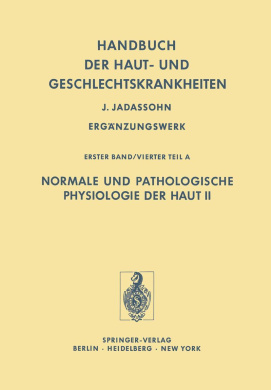 HANDBUCH
DER HAUT- UND
GESCHLECHTSKRANKHEITEN
J. JADASSOHN
ERGÄNZUNGSWERK
ERSTER BAND/VIERTER TEIL A
NORMALE UND PATHOLOGISCHE
PHYSIOLOGIE DER HAUT II
SPRINGER-VERLAG
BERLIN · HEIDELBERG · NEW YORK